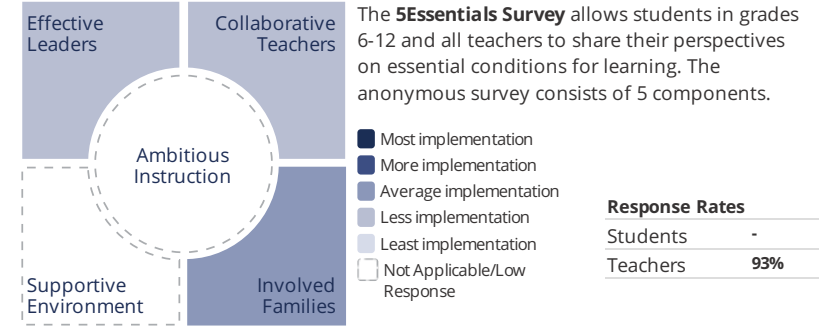 Effective
Leaders
Collaborative
Teachers
Ambitious
Instruction
Supportive
Environment
Involved
Families
The 5Essentials Survey allows students in grades
6-12 and all teachers to share their perspectives
on essential conditions for learning. The
anonymous survey consists of 5 components.
Most implementation
More implementation
Average implementation
Less implementation
Least implementation
Not Applicable/Low
Response
Response Rates
Students -
Teachers 93%